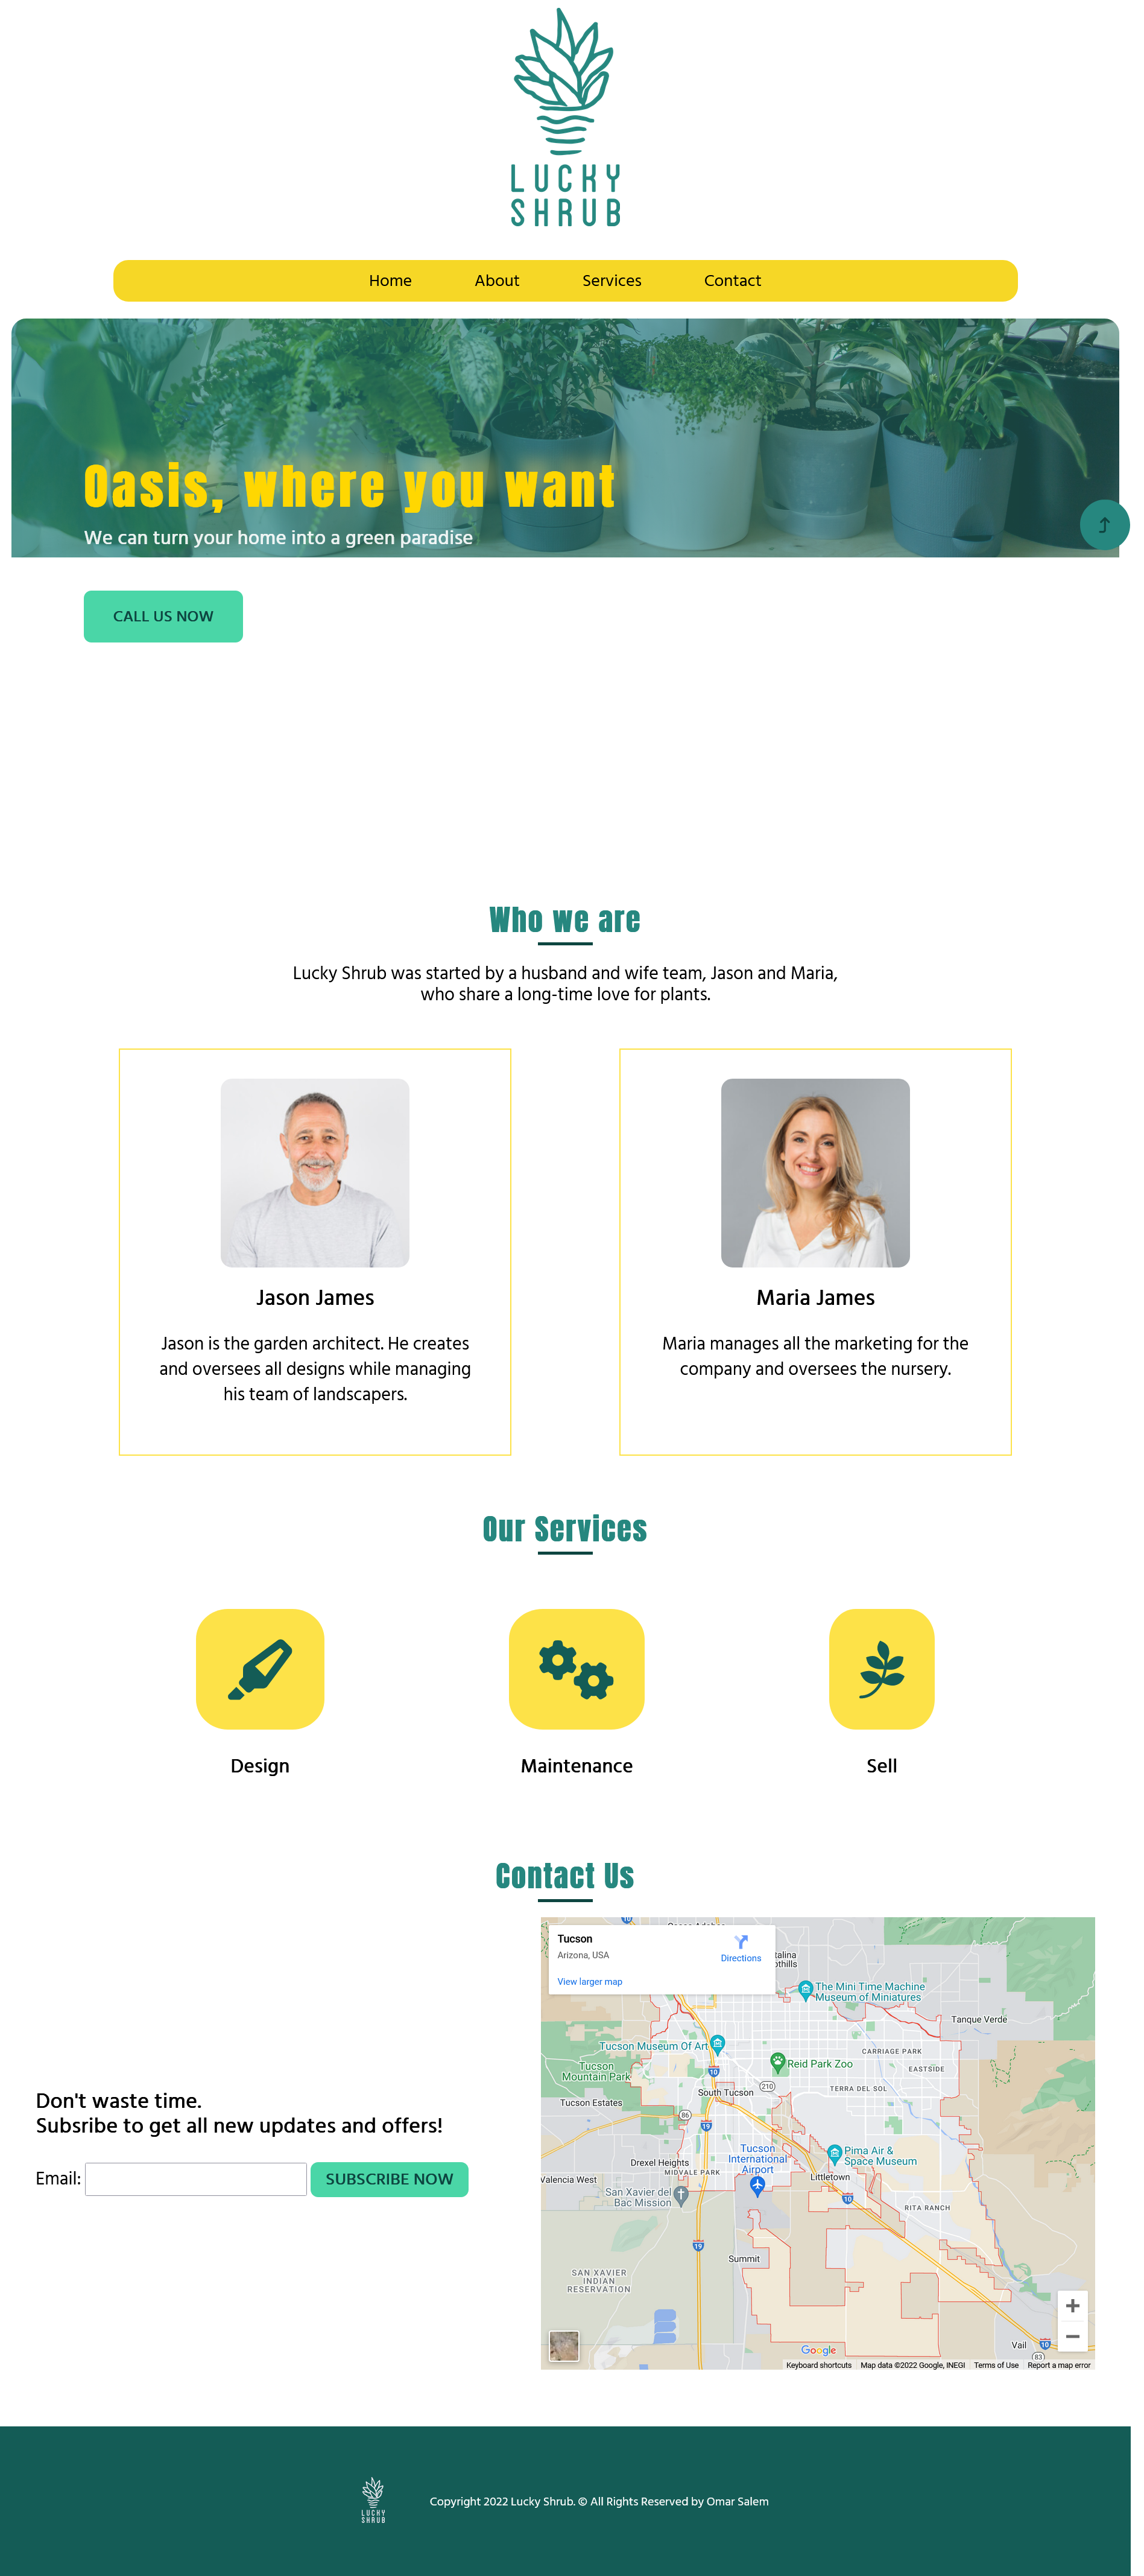 LUCKY
SHRUB
Home About Services Contact
Oasis, where you want
We can turn your home into a green paradise
CALL US NOW
Who we are
Lucky Shrub was started by a husband and wife team, Jason and Maria,
who share a long-time love for plants.
Jason James
Jason is the garden architect. He creates
and oversees all designs while managing
his team of landscapers.
Maria James
Maria manages all the marketing for the
company and oversees the nursery.
Our Services
Design
Maintenance
Sell
Contact Us
Don't waste time.
Subsribe to get all new updates and offers!
Email:
SUBSCRIBE NOW
10
Tucson
Arizona, USA
Directions
View larger map
The Mini Time Machine
Museum of Miniatures
Tanque Verde
Tucson Museum Of Art
CARRIAGE PARK
Reid Park Zoo
EASTSIDE
Tucson
Mountain Park
10
210
South Tucson
TERRA DEL SOL
Tucson Estates
86
19
Tucson
International
Airport
Pima Air &
Space Museum
Drexel Heights
MIDVALE PARK
Valencia West
Littletown
San Xavier del
Bac Mission
10
RITA RANCH
19
Summit
SAN XAVIER
INDIAN
RESERVATION
Vail
10
83
Google
Keyboard shortcuts Map data ©2022 Google, INEGI Terms of Use Report a map error
LUCKY
SHRUB
Copyright 2022 Lucky Shrub. © All Rights Reserved by Omar Salem